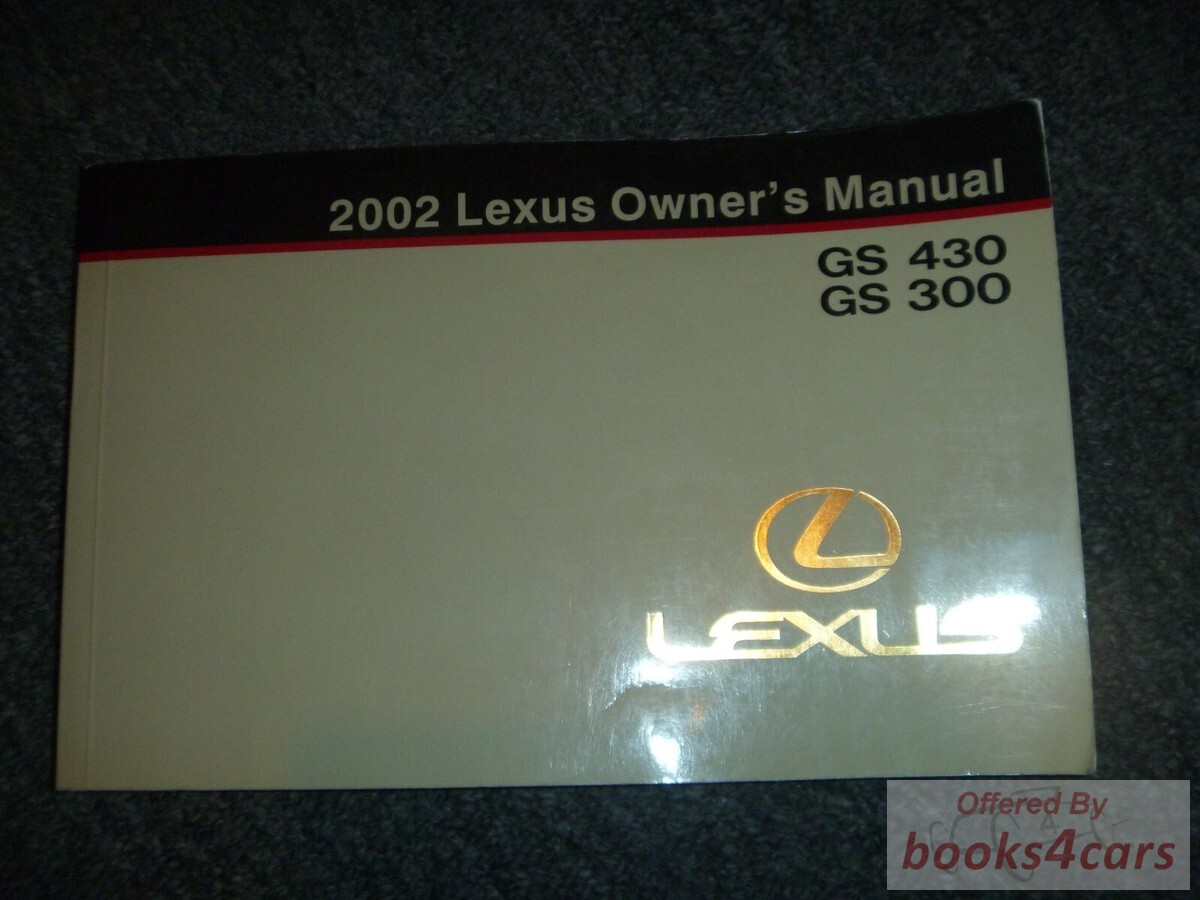 2002 Lexus Owner's Manual
GS 430
GS 300
LEXUS
Offered By
books4cars